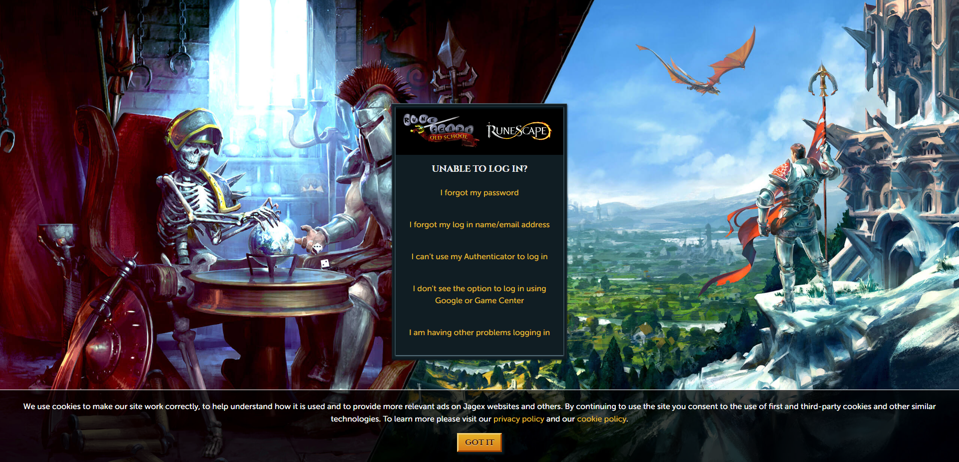 RUNE SCAPE
OLD SCHOOL
RUNESCAPE
UNABLE TO LOG IN?
I forgot my password
I forgot my log in name/email address
I can't use my Authenticator to log in
I don't see the option to log in using
Google or Game Center
I am having other problems logging in
We use cookies to make our site work correctly, to help understand how it is used and to provide more relevant ads on Jagex websites and others. By continuing to use the site you consent to the use of first and third-party cookies and other similar
technologies. To learn more please visit our privacy policy and our cookie policy.
GOT IT